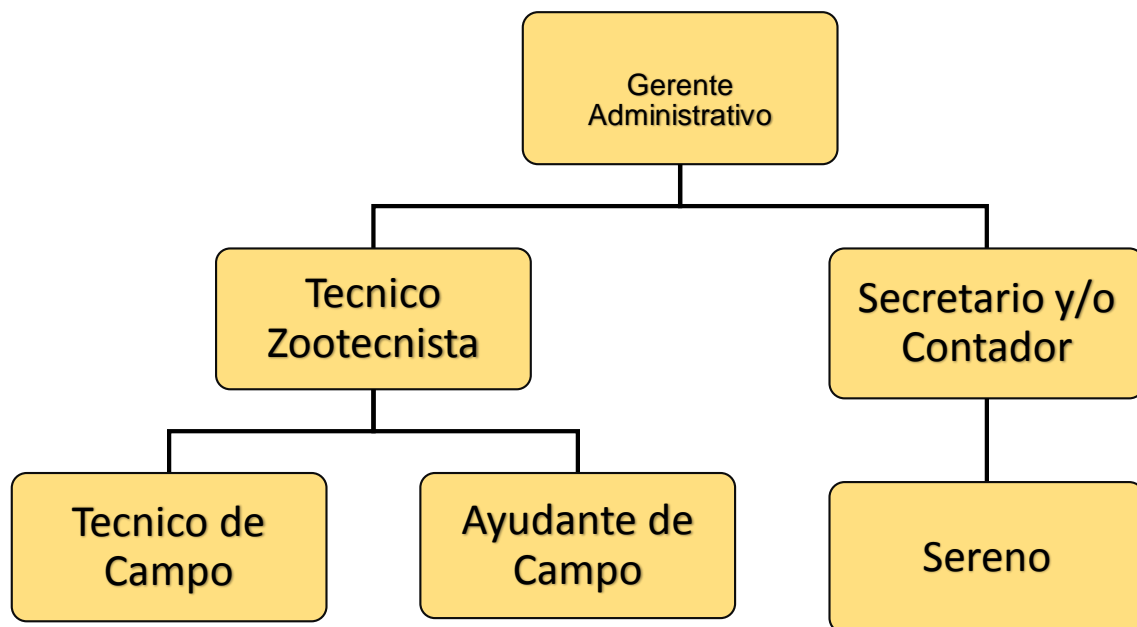 Gerente
Administrativo
Tecnico
Zootecnista
Secretario y/o
Contador
Tecnico de
Campo
Ayudante de
Campo
Sereno